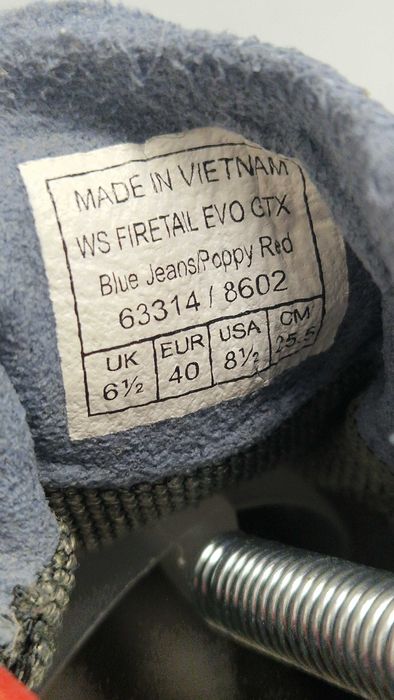 MADE IN VIETNAM
WS FIRETAIL EVO GTX
Blue Jeans/Poppy Red
63314 / 8602
UK EUR USA CM
6½ 40 8½ 25.5